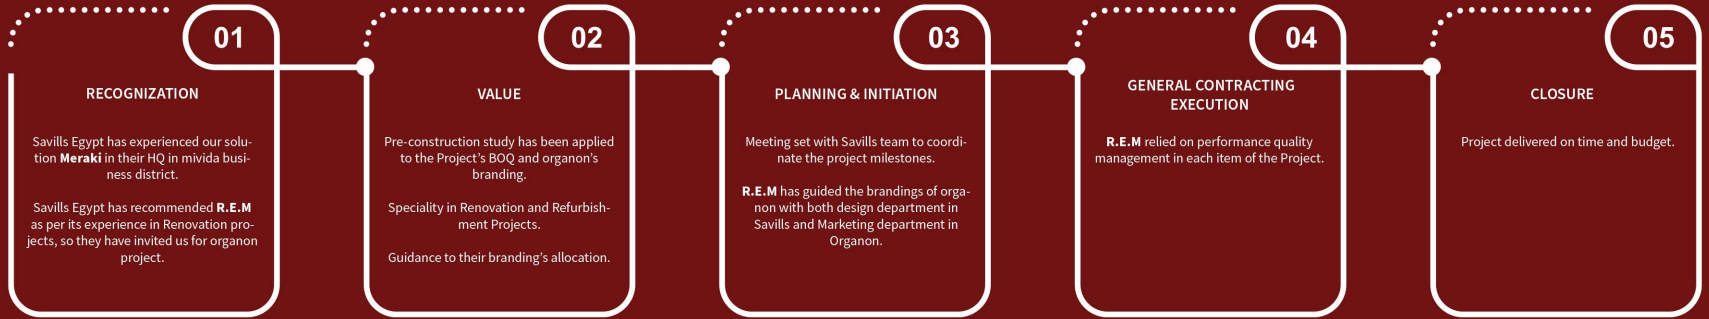 01
RECOGNIZATION
Savills Egypt has experienced our solu-
tion Meraki in their HQ in mivida busi-
ness district.
Savills Egypt has recommended R.E.M
as per its experience in Renovation pro-
jects, so they have invited us for organon
project.
02
VALUE
Pre-construction study has been applied
to the Project's BOQ and organon's
branding.
Speciality in Renovation and Refurbish-
ment Projects.
Guidance to their branding's allocation.
03
PLANNING & INITIATION
Meeting set with Savills team to coordi-
nate the project milestones.
R.E.M has guided the brandings of orga-
non with both design department in
Savills and Marketing department in
Organon.
04
GENERAL CONTRACTING
EXECUTION
R.E.M relied on performance quality
management in each item of the Project.
05
CLOSURE
Project delivered on time and budget.